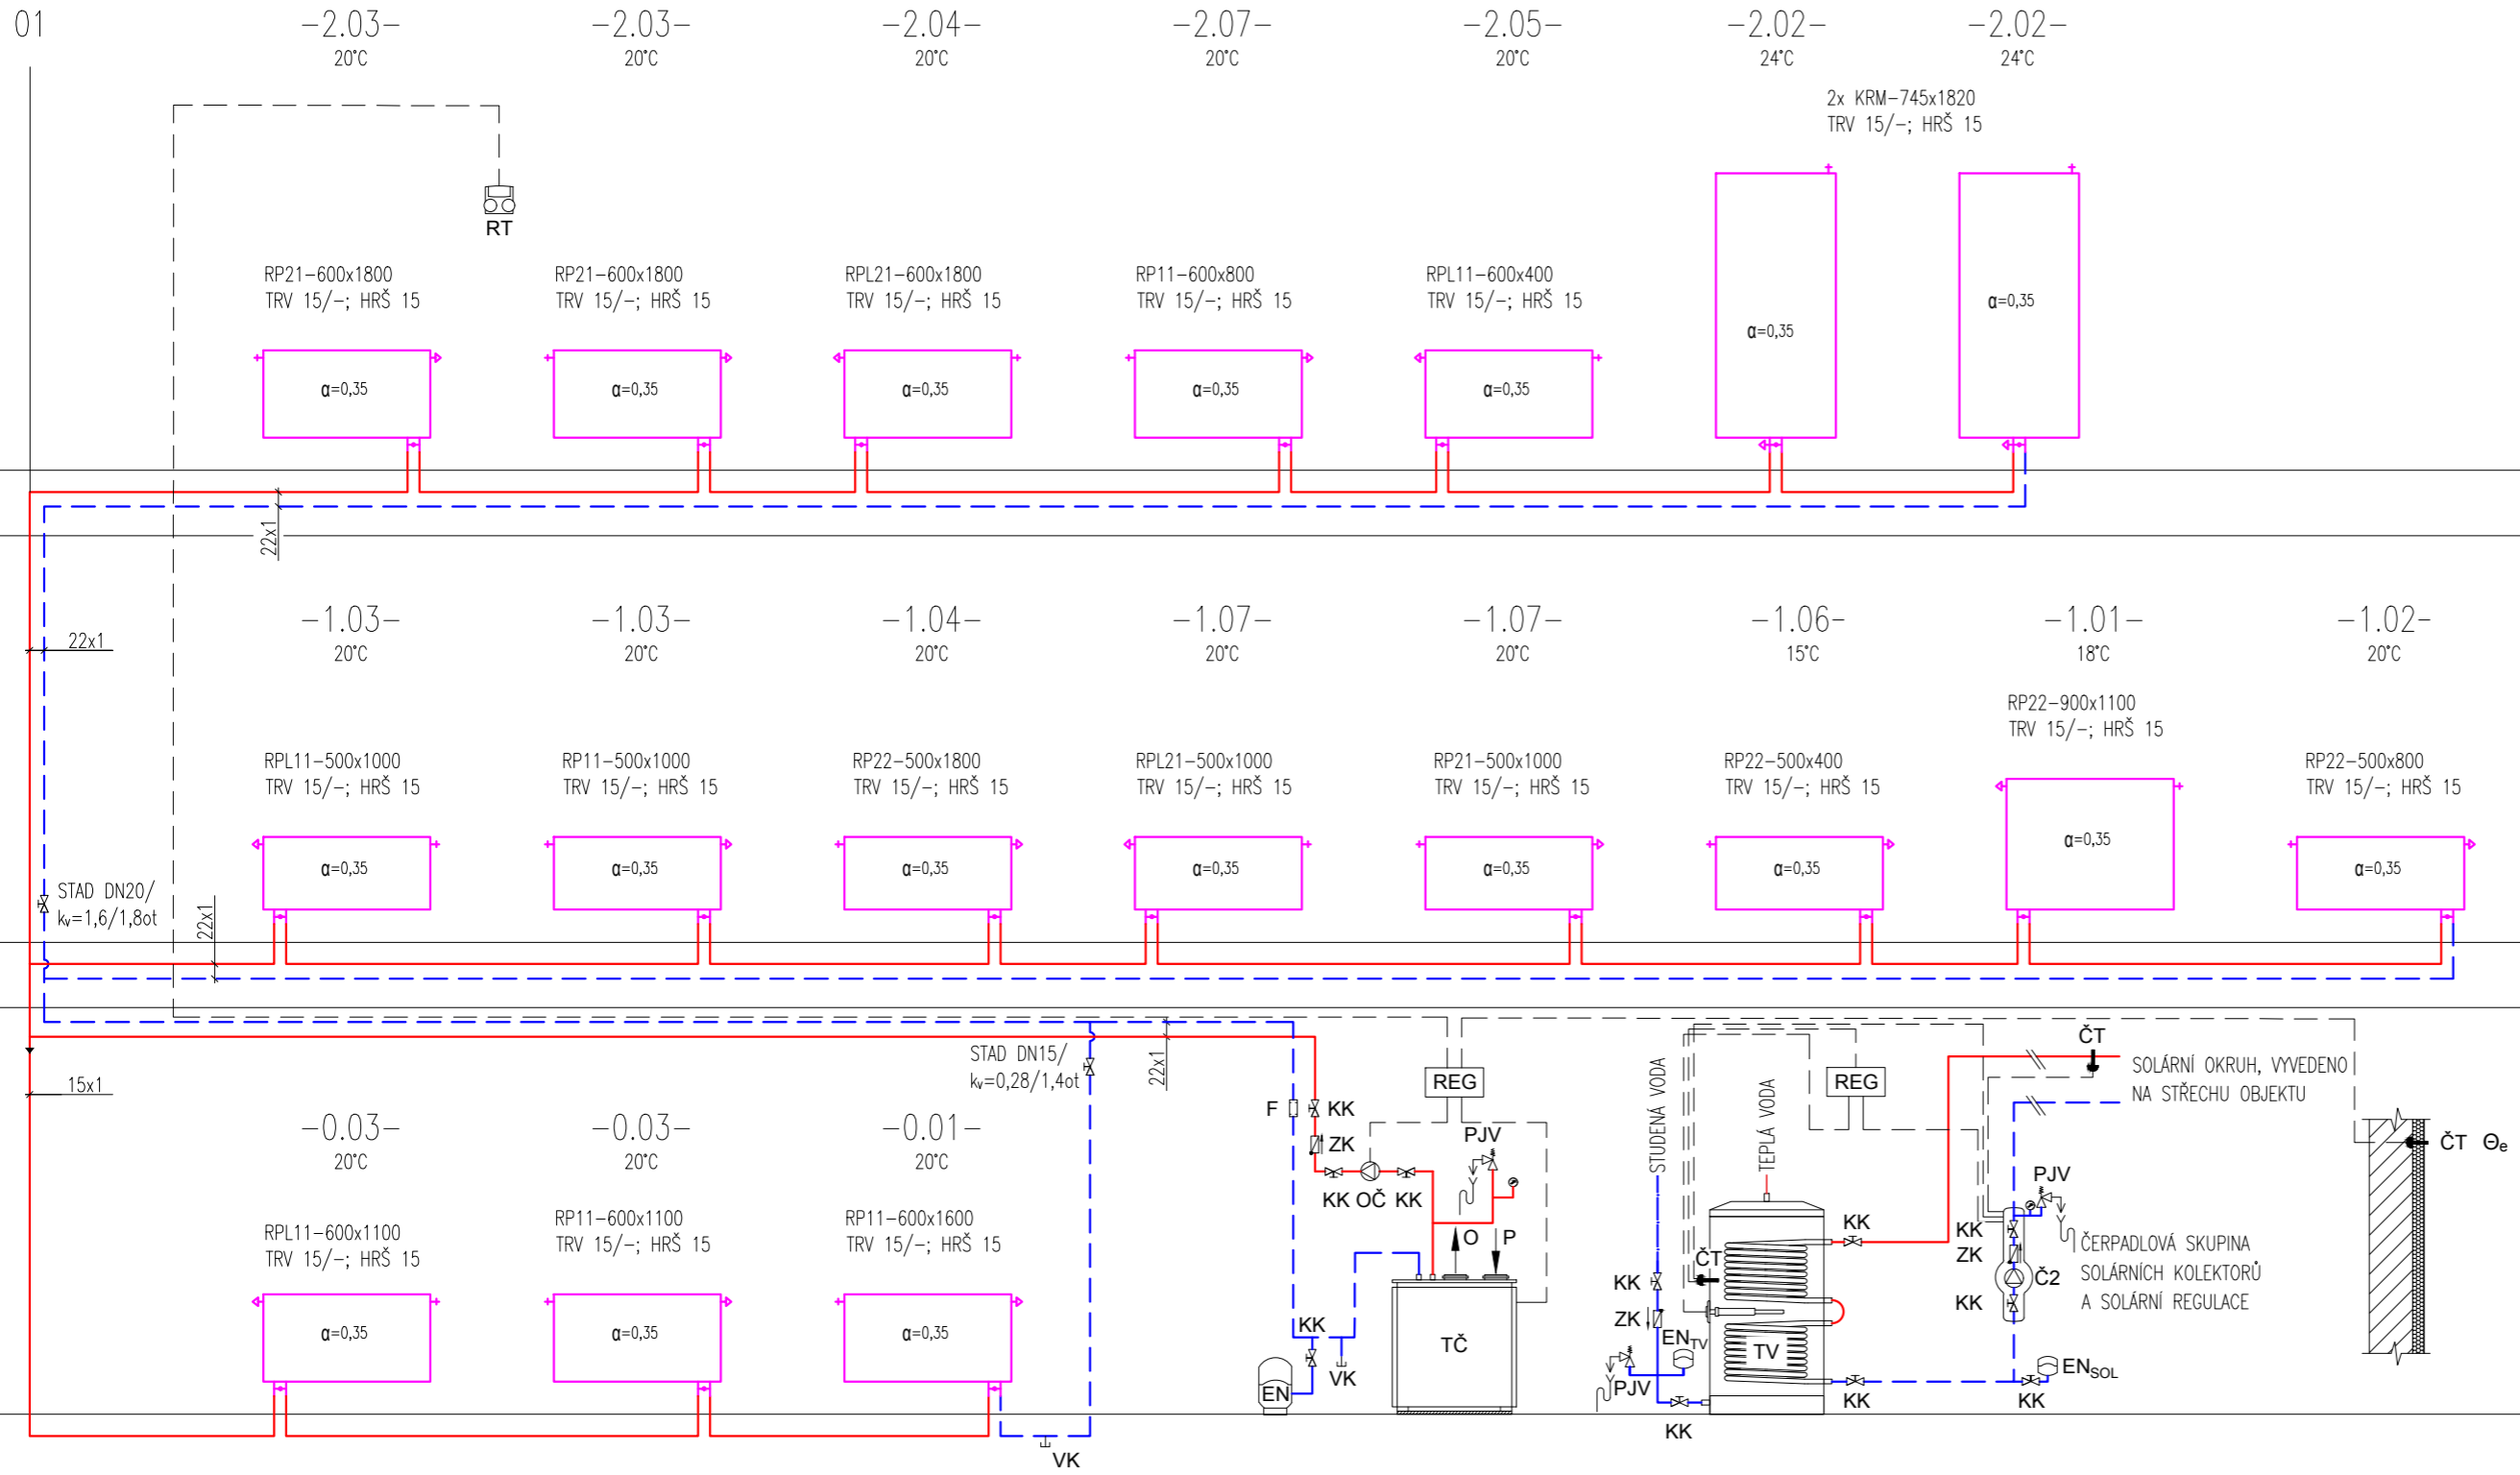 01
-2.03-
20°C
-2.03-
20°C
-2.04-
20°C
-2.07-
20°C
-2.05-
20°C
-2.02-
24°C
-2.02-
24°C
2x KRM-745x1820
TRV 15/-; HRŠ 15
RT
RP21-600x1800
TRV 15/-; HRŠ 15
RP21-600x1800
TRV 15/-; HRŠ 15
RPL21-600x1800
TRV 15/-; HRŠ 15
RP11-600x800
TRV 15/-; HRŠ 15
RPL11-600x400
TRV 15/-; HRŠ 15
α=0,35
α=0,35
α=0,35
α=0,35
α=0,35
α=0,35
α=0,35
22x1
22x1
-1.03-
20°C
-1.03-
20°C
-1.04-
20°C
-1.07-
20°C
-1.07-
20°C
-1.06-
15°C
-1.01-
18°C
-1.02-
20°C
RPL11-500x1000
TRV 15/-; HRŠ 15
RP11-500x1000
TRV 15/-; HRŠ 15
RP22-500x1800
TRV 15/-; HRŠ 15
RPL21-500x1000
TRV 15/-; HRŠ 15
RP21-500x1000
TRV 15/-; HRŠ 15
RP22-500x400
TRV 15/-; HRŠ 15
RP22-900x1100
TRV 15/-; HRŠ 15
RP22-500x800
TRV 15/-; HRŠ 15
α=0,35
α=0,35
α=0,35
α=0,35
α=0,35
α=0,35
α=0,35
α=0,35
STAD DN20/
kv=1,6/1,8ot
22x1
15x1
STAD DN15/
kv=0,28/1,4ot
22x1
-0.03-
20°C
-0.03-
20°C
-0.01-
20°C
RPL11-600x1100
TRV 15/-; HRŠ 15
RP11-600x1100
TRV 15/-; HRŠ 15
RP11-600x1600
TRV 15/-; HRŠ 15
α=0,35
α=0,35
α=0,35
VK
F
KK
ZK
KK OČ KK
REG
PJV
O
P
KK
EN
VK
TČ
STUDENÁ VODA
TEPLÁ VODA
REG
ČT
SOLÁRNÍ OKRUH, VYVEDENO
NA STŘECHU OBJEKTU
ČT Θe
PJV
KK
KK
ZK
Č2
KK
ČERPADLOVÁ SKUPINA
SOLÁRNÍCH KOLEKTORŮ
A SOLÁRNÍ REGULACE
ČT
KK
ZK
ENTV
PJV
TV
KK
KK
KK
ENSOL